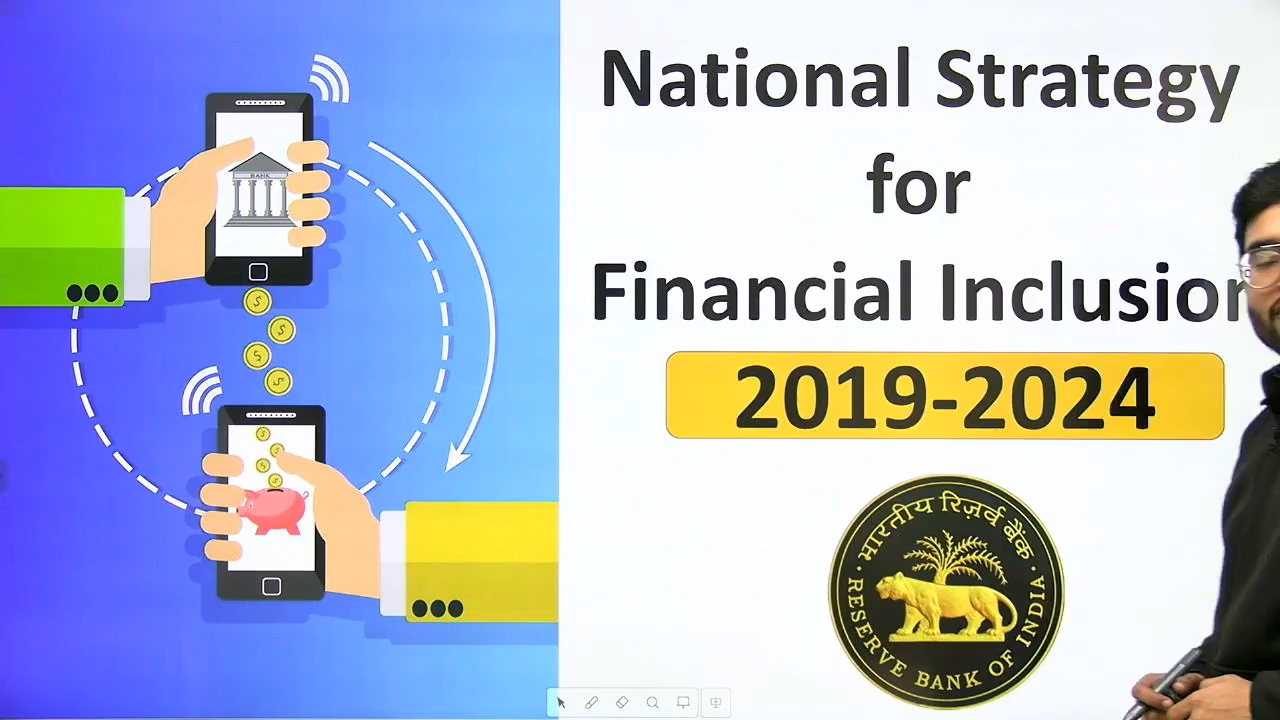 National Strategy
for
Financial Inclusion
2019-2024
भारतीय रिज़र्व बैंक
RESERVE BANK OF INDIA
BANK